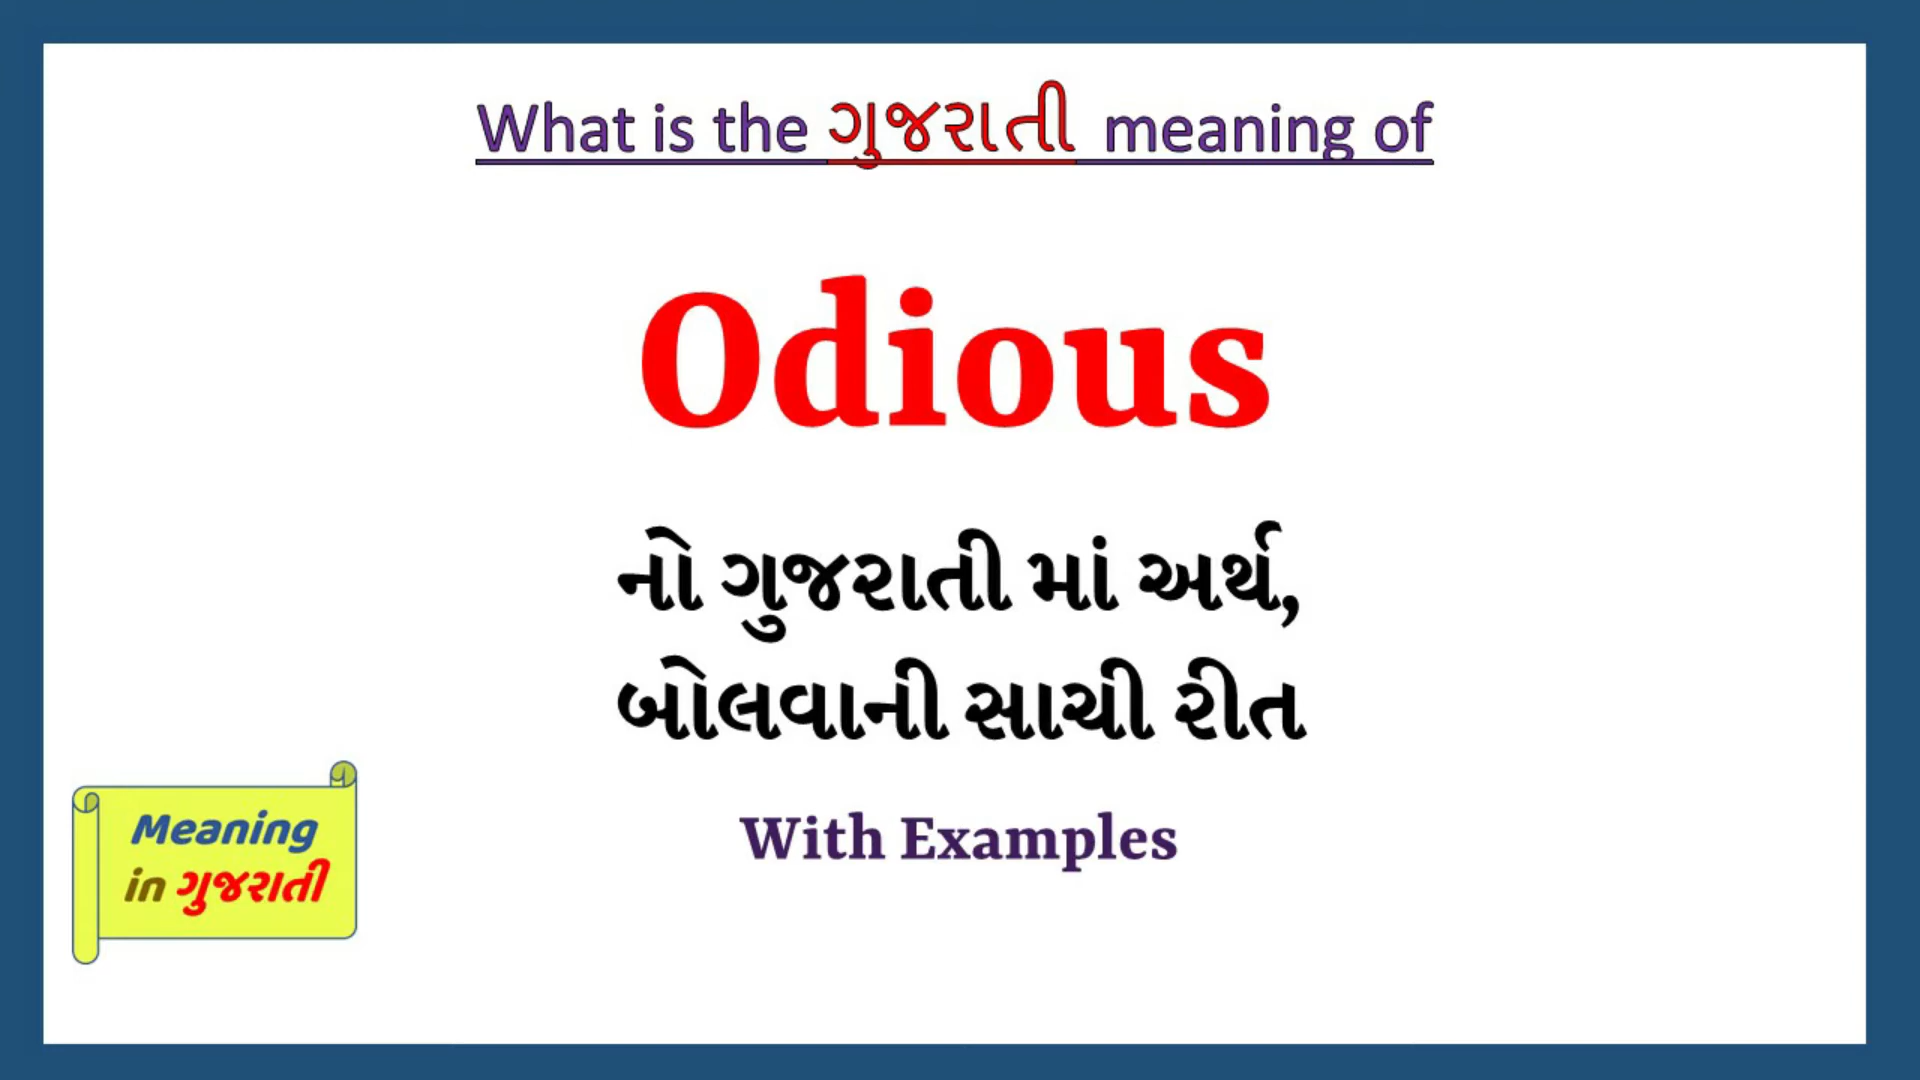 What is the ગુજરાતી meaning of
Odious
નો ગુજરાતી માં અર્થ,
બોલવાની સાચી રીત
With Examples
Meaning
in ગુજરાતી